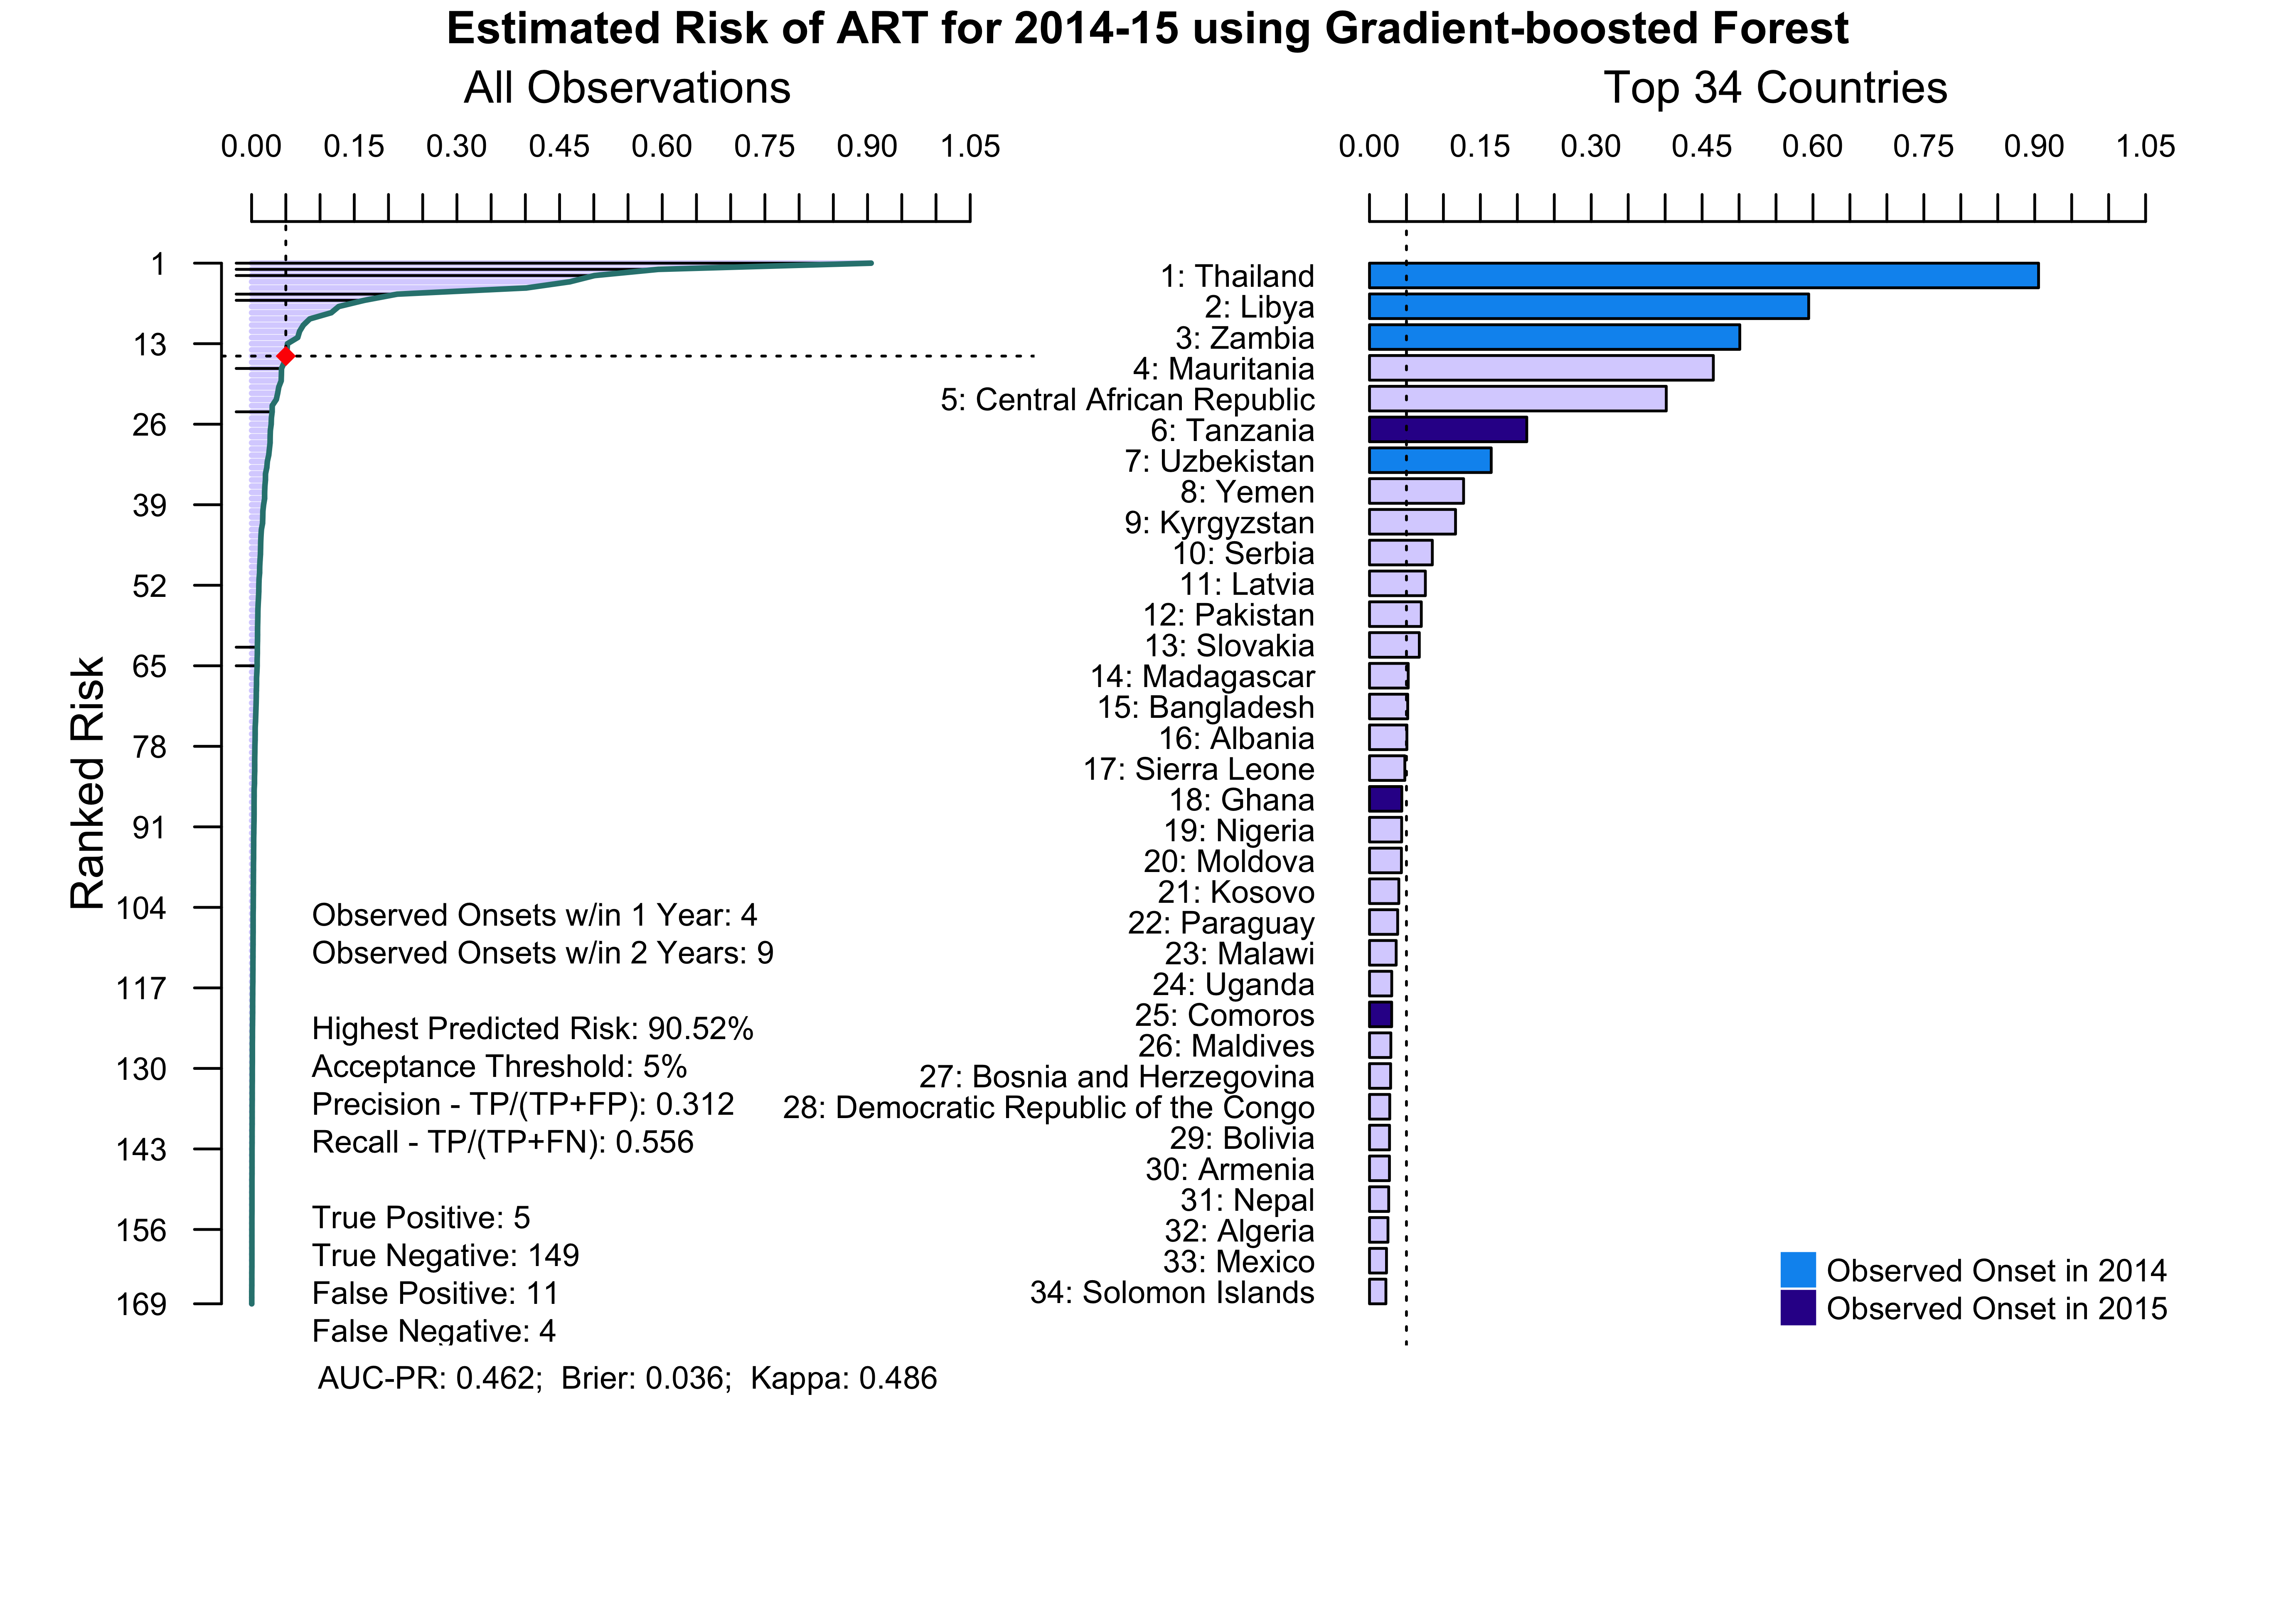 Estimated Risk of ART for 2014-15 using Gradient-boosted Forest
All Observations
0.00 0.15 0.30 0.45 0.60 0.75 0.90 1.05
Ranked Risk
1
13
26
39
52
65
78
91
104
117
130
143
156
169
Observed Onsets w/in 1 Year: 4
Observed Onsets w/in 2 Years: 9
Highest Predicted Risk: 90.52%
Acceptance Threshold: 5%
Precision - TP/(TP+FP): 0.312
Recall - TP/(TP+FN): 0.556
True Positive: 5
True Negative: 149
False Positive: 11
False Negative: 4
AUC-PR: 0.462; Brier: 0.036; Kappa: 0.486
Top 34 Countries
0.00 0.15 0.30 0.45 0.60 0.75 0.90 1.05
1: Thailand
2: Libya
3: Zambia
4: Mauritania
5: Central African Republic
6: Tanzania
7: Uzbekistan
8: Yemen
9: Kyrgyzstan
10: Serbia
11: Latvia
12: Pakistan
13: Slovakia
14: Madagascar
15: Bangladesh
16: Albania
17: Sierra Leone
18: Ghana
19: Nigeria
20: Moldova
21: Kosovo
22: Paraguay
23: Malawi
24: Uganda
25: Comoros
26: Maldives
27: Bosnia and Herzegovina
28: Democratic Republic of the Congo
29: Bolivia
30: Armenia
31: Nepal
32: Algeria
33: Mexico
34: Solomon Islands
Observed Onset in 2014
Observed Onset in 2015